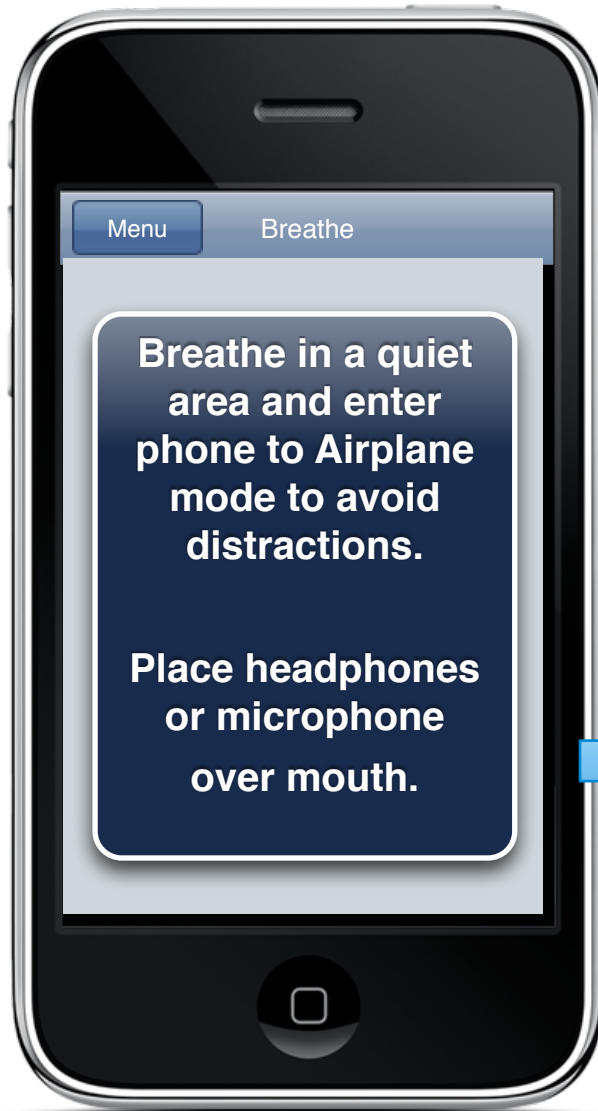 Menu Breathe
Breathe in a quiet
area and enter
phone to Airplane
mode to avoid
distractions.
Place headphones
or microphone
over mouth.